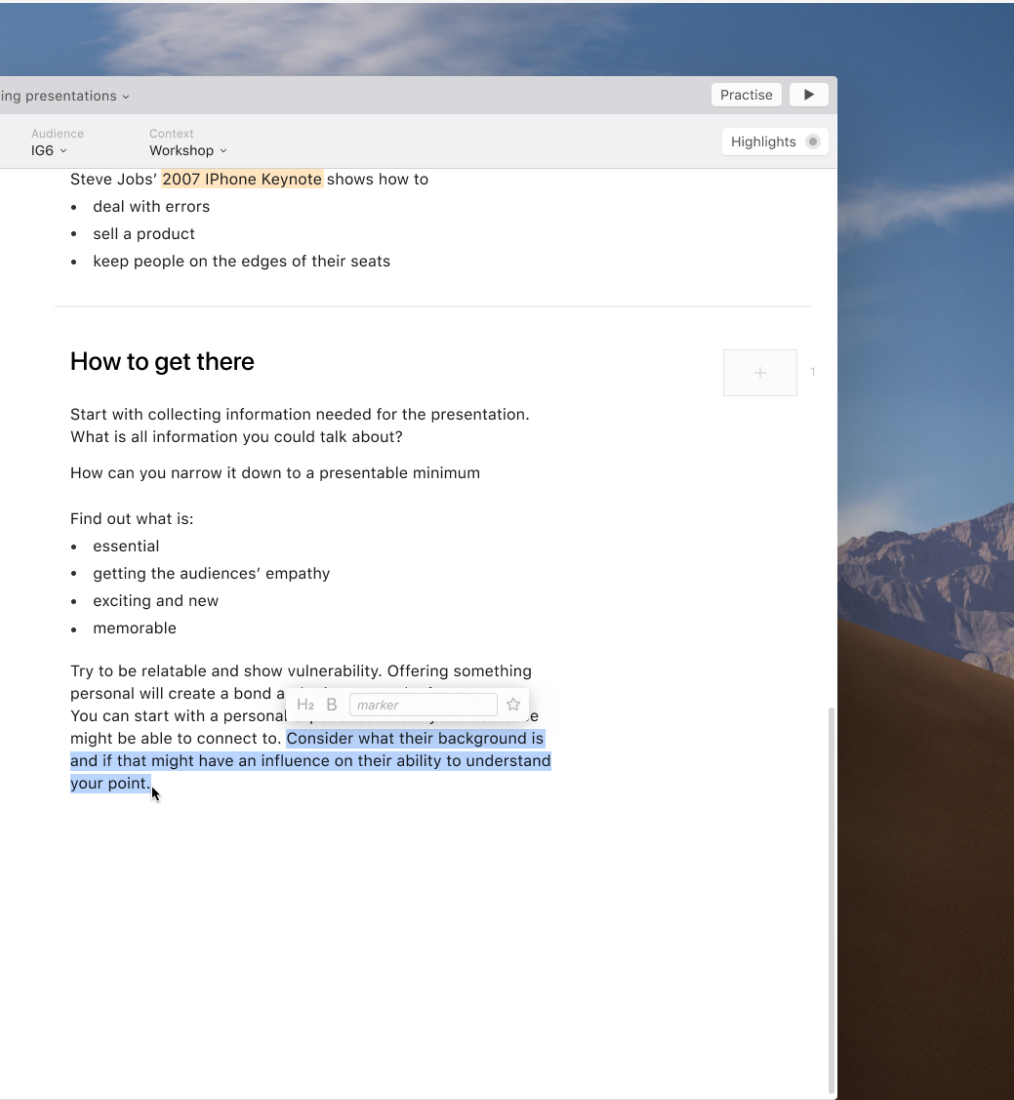 ing presentations
Practise
Audience
IG6
Context
Workshop
Highlights
Steve Jobs’ 2007 IPhone Keynote shows how to
• deal with errors
• sell a product
• keep people on the edges of their seats
How to get there
1
Start with collecting information needed for the presentation.
What is all information you could talk about?
How can you narrow it down to a presentable minimum
Find out what is:
• essential
• getting the audiences’ empathy
• exciting and new
• memorable
Try to be relatable and show vulnerability. Offering something
personal will create a bond
H₂ B marker
You can start with a personal
might be able to connect to. Consider what their background is
and if that might have an influence on their ability to understand
your point.